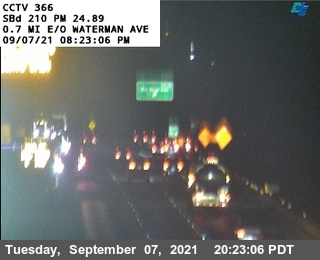 CCTV 366
SBd 210 PM 24.89
0.7 MI E/O WATERMAN AVE
09/07/21 08:23:06 PM
Tuesday, September 07, 2021 20:23:06 PDT